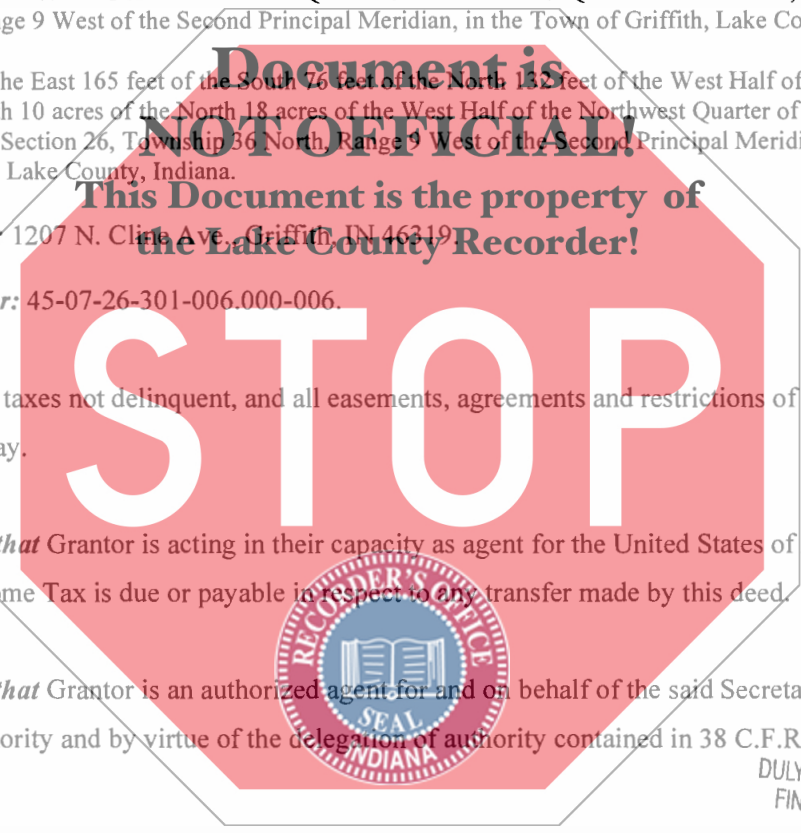 ge 9 West of the Second Principal Meridian, in the Town of Griffith, Lake Co
Document is
he East 165 feet of the South 76 feet of the North 132 feet of the West Half of
h 10 acres of the North 18 acres of the West Half of the Northwest Quarter of
NOT OFFICIAL!
Section 26, Township 36 North, Range 9 West of the Second Principal Meridi
Lake County, Indiana.
This Document is the property of
1207 N. Cline Ave., Griffith, IN 46319.
the Lake County Recorder!
r: 45-07-26-301-006.000-006.
STOP
taxes not delinquent, and all easements, agreements and restrictions of
ay.
that Grantor is acting in their capacity as agent for the United States of
me Tax is due or payable in respect to any transfer made by this deed.
RECORDER'S OFFICE
that Grantor is an authorized agent for and on behalf of the said Secreta
SEAL
ority and by virtue of the delegation of authority contained in 38 C.F.R
INDIANA
DULY
FIN